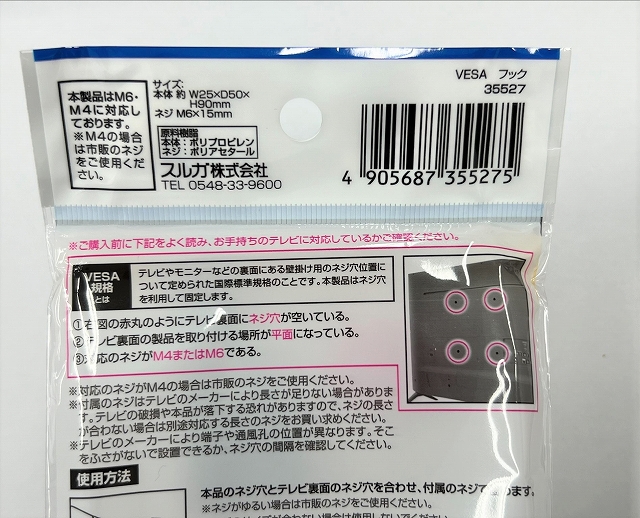 本製品はM6・
M4に対応し
ております。
※M4の場合
は市販のネジ
をご使用くだ
さい。
サイズ:
本体 約 W25×D50×
H90mm
ネジ M6×15mm
原料樹脂
本体:ポリプロピレン
ネジ:ポリアセタール
スルガ株式会社
TEL 0548-33-9600
VESA フック
35527
4 905687 355275
※ご購入前に下記をよく読み、お手持ちのテレビに対応しているかご確認ください。
VESA
規格
とは
テレビやモニターなどの裏面にある壁掛け用のネジ穴位置に
ついて定められた国際標準規格のことです。本製品はネジ穴
を利用して固定します。
①右図の赤丸のようにテレビ裏面にネジ穴が空いている。
②テレビ裏面の製品を取り付ける場所が平面になっている。
③対応のネジがM4またはM6である。
※対応のネジがM4の場合は市販のネジをご使用ください。
※付属のネジはテレビのメーカーにより長さが足りない場合がありま
す。テレビの破損や本品が落下する恐れがありますので、ネジの長さ
が合わない場合は別途対応する長さのネジをお買い求めください。
※テレビのメーカーにより端子や通風孔の位置が異なります。そこ
をふさがないで設置できるか、ネジ穴の間隔を確認してください。
使用方法
本品のネジ穴とテレビ裏面のネジ穴を合わせ、付属のネジで
※ネジがゆるい場合は市販のネジをご使用ください。